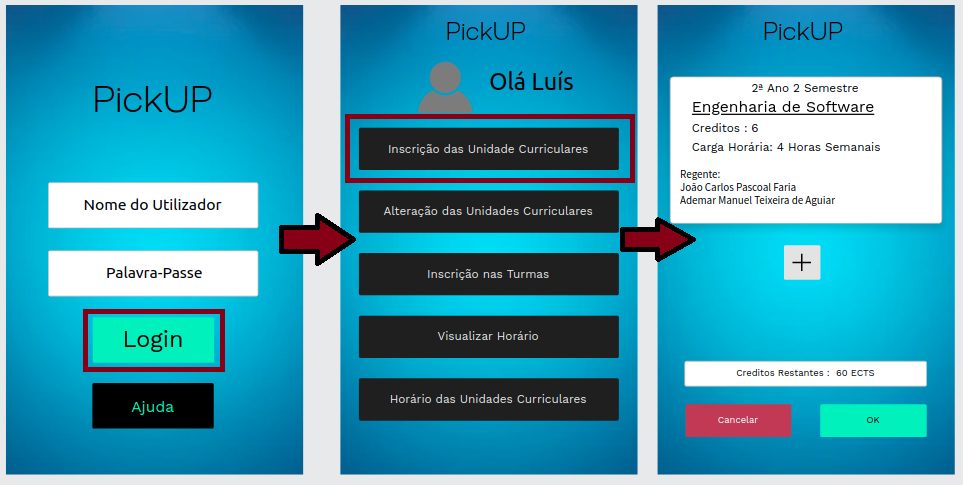 PickUP
Nome do Utilizador
Palavra-Passe
Login
Ajuda
PickUP
Olá Luís
Inscrição das Unidade Curriculares
Alteração das Unidades Curriculares
Inscrição nas Turmas
Visualizar Horário
Horário das Unidades Curriculares
PickUP
2ª Ano 2 Semestre
Engenharia de Software
Creditos : 6
Carga Horária: 4 Horas Semanais
Regente:
João Carlos Pascoal Faria
Ademar Manuel Teixeira de Aguiar
+
Creditos Restantes : 60 ECTS
Cancelar
OK